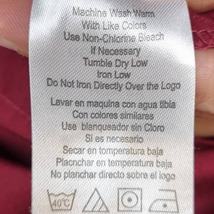 Machine Wash Warm
With Like Colors
Use Non-Chlorine Bleach
If Necessary
Tumble Dry Low
Iron Low
Do Not Iron Directly Over the Logo
Lavar en maquina con agua tibia
Con colores similares
Use blanqueador sin Cloro
Si es necesario
Secar en temperatura baja
Planchar en temperatura baja
No planchar directo sobre el logo
40°C